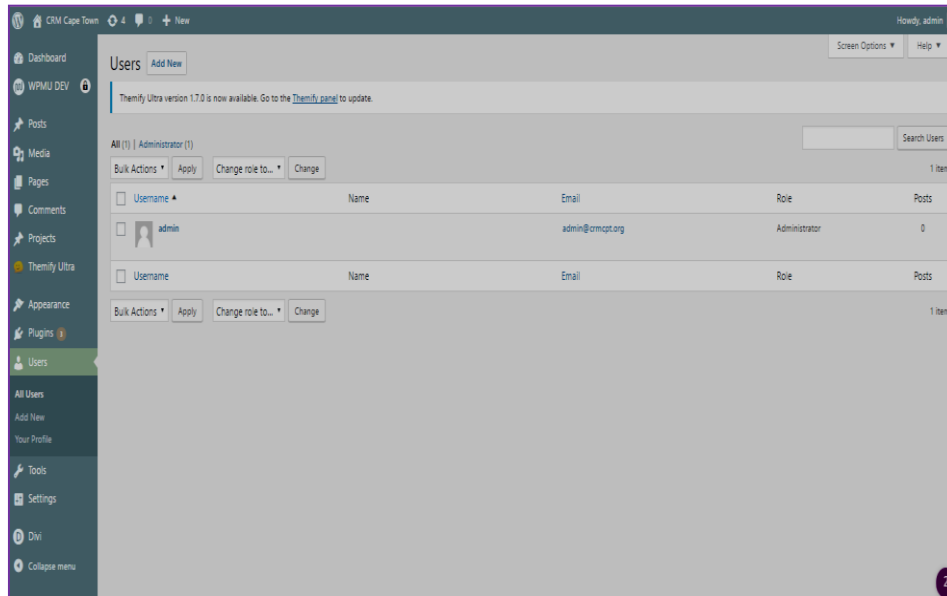 CRM Cape Town 4 0 + New Howdy, admin
Screen Options ▼ Help ▼
Dashboard
WPMU DEV
Posts
Media
Pages
Comments
Projects
Themify Ultra
Appearance
Plugins 3
Users
All Users
Add New
Your Profile
Tools
Settings
Divi
Collapse menu
Users Add New
Themify Ultra version 1.7.0 is now available. Go to the Themify panel to update.
Search Users
All (1) | Administrator (1)
Bulk Actions Apply Change role to... Change 1 item
Username Name Email Role Posts
admin admin@crmcpt.org Administrator 0
Username Name Email Role Posts
Bulk Actions Apply Change role to... Change 1 item
2